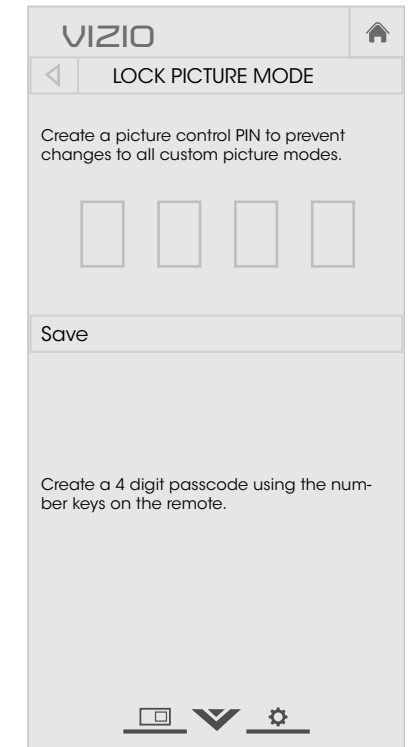 VIZIO
LOCK PICTURE MODE
Create a picture control PIN to prevent
changes to all custom picture modes.
Save
Create a 4 digit passcode using the num-
ber keys on the remote.